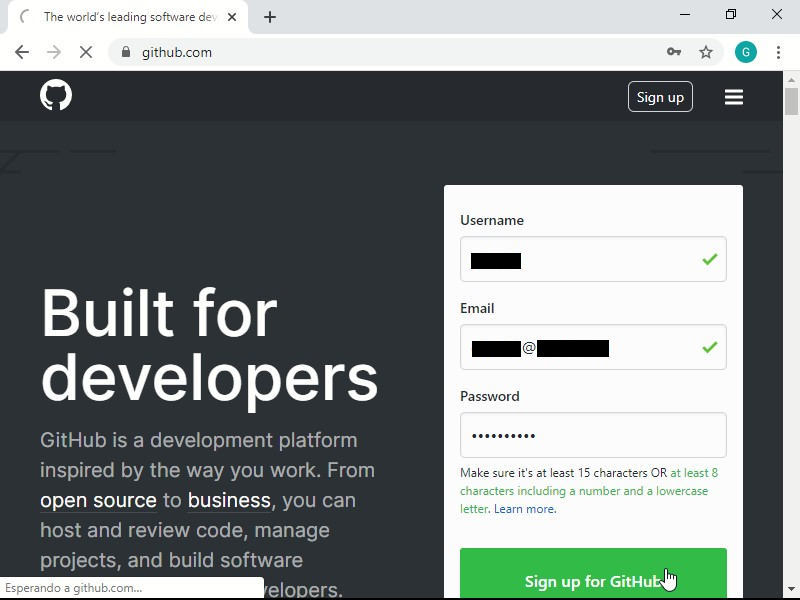 The world's leading software dev
github.com
G
Sign up
Username
Email
@
Password
Make sure it's at least 15 characters OR at least 8
characters including a number and a lowercase
letter. Learn more.
Sign up for GitHub
Built for
developers
GitHub is a development platform
inspired by the way you work. From
open source to business, you can
host and review code, manage
projects, and build software
velopers.
Esperando a github.com...